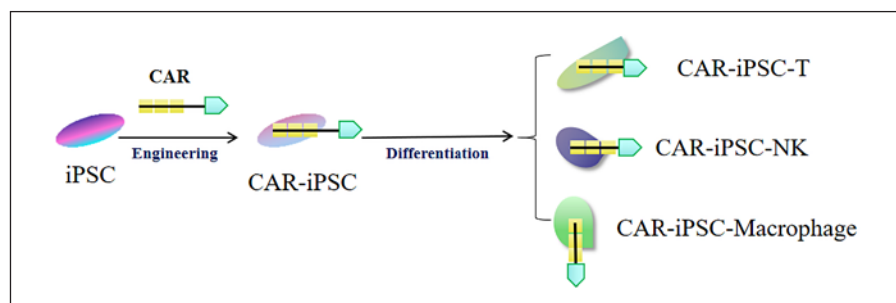 CAR
Engineering
iPSC
CAR-iPSC
Differentiation
CAR-iPSC-T
CAR-iPSC-NK
CAR-iPSC-Macrophage